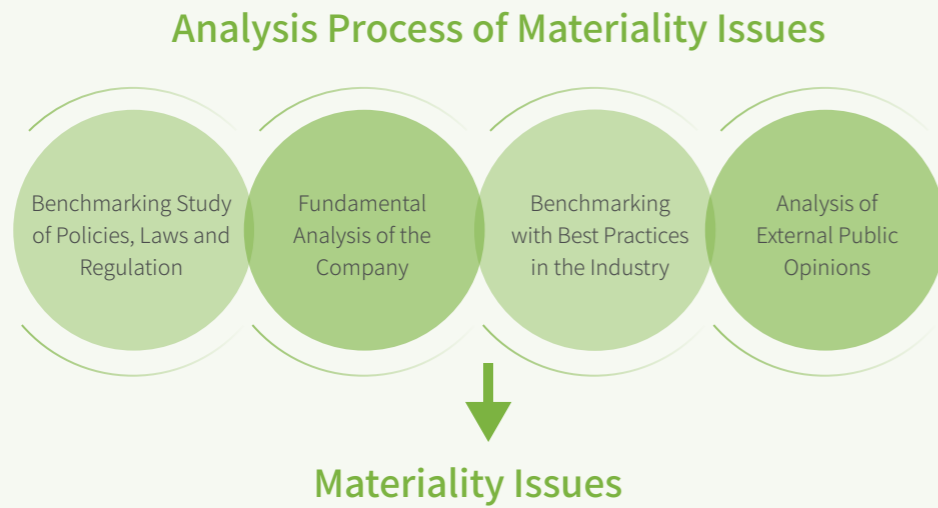 Analysis Process of Materiality Issues
Benchmarking Study
of Policies, Laws and
Regulation
Fundamental
Analysis of the
Company
Benchmarking
with Best Practices
in the Industry
Analysis of
External Public
Opinions
Materiality Issues